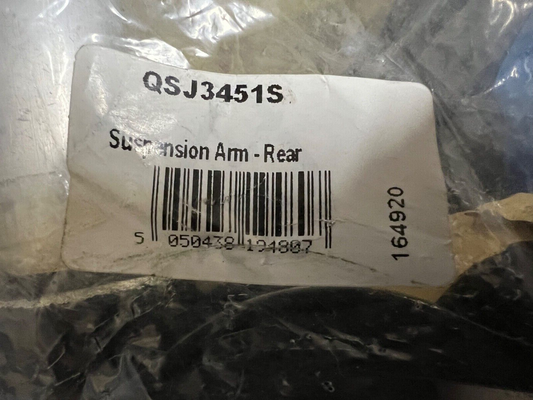 QSJ3451S
Suspension Arm - Rear
5 050438 194807
164920